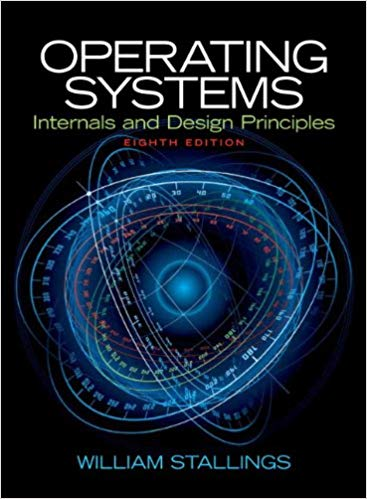 OPERATING
SYSTEMS
Internals and Design Principles
EIGHTH EDITION
WILLIAM STALLINGS